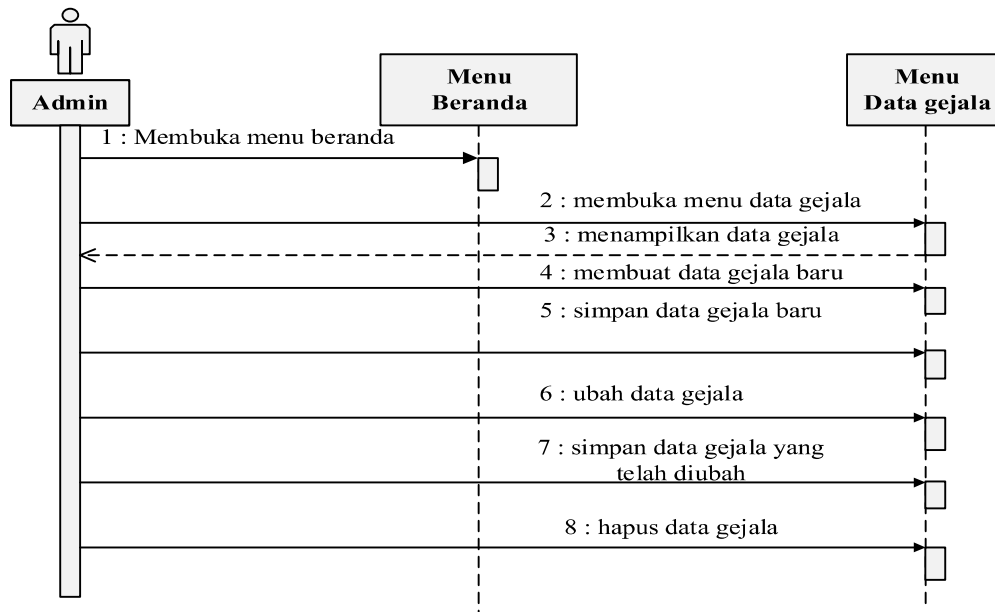 Admin
Menu
Beranda
Menu
Data gejala
1 : Membuka menu beranda
2 : membuka menu data gejala
3 : menampilkan data gejala
4 : membuat data gejala baru
5 : simpan data gejala baru
6 : ubah data gejala
7 : simpan data gejala yang
telah diubah
8 : hapus data gejala